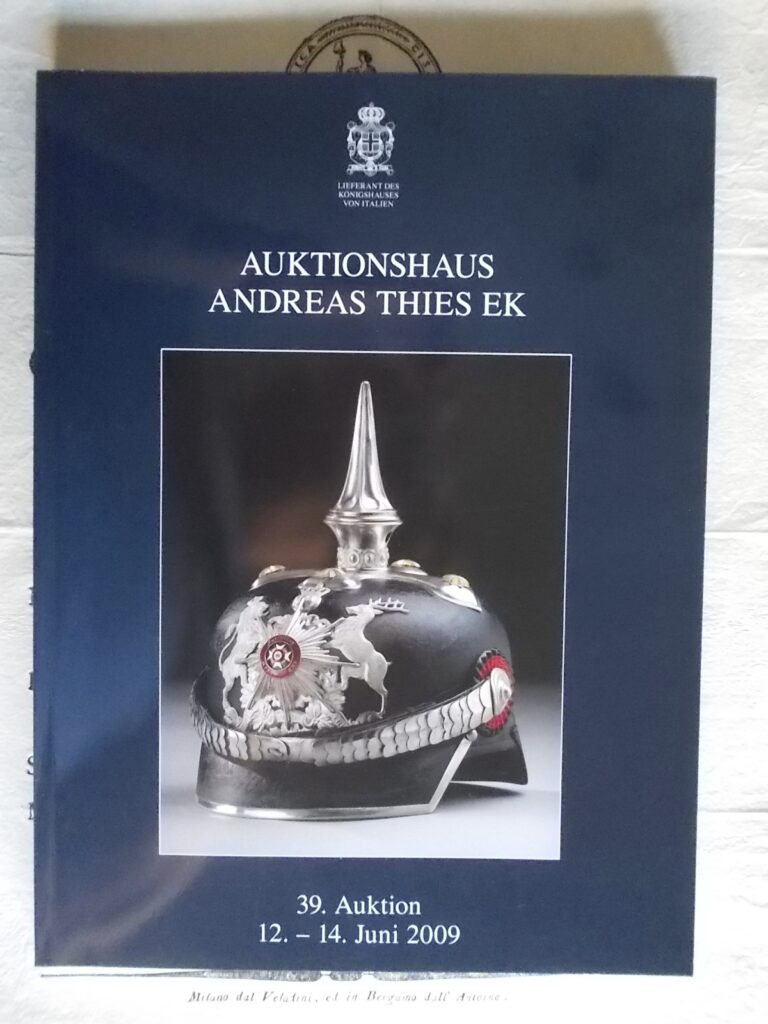 LIEFERANT DES
KÖNIGSHAUSES
VON ITALIEN
AUKTIONSHAUS
ANDREAS THIES EK
39. Auktion
12. – 14. Juni 2009
Milano dal Veladini, ed in Bergamo dall' Antoine.